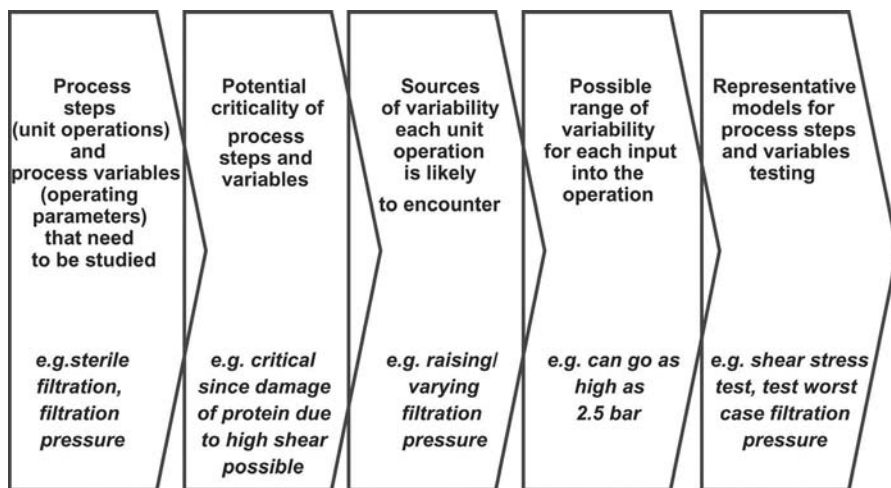 Process
steps
(unit operations)
and
process variables
(operating
parameters)
that need
to be studied
e.g.sterile
filtration,
filtration
pressure
Potential
criticality of
process
steps and
variables
e.g. critical
since damage
of protein due
to high shear
possible
Sources
of variability
each unit
operation
is likely
to encounter
e.g. raising/
varying
filtration
pressure
Possible
range of
variability
for each input
into the
operation
e.g. can go as
high as
2.5 bar
Representative
models for
process steps
and variables
testing
e.g. shear stress
test, test worst
case filtration
pressure